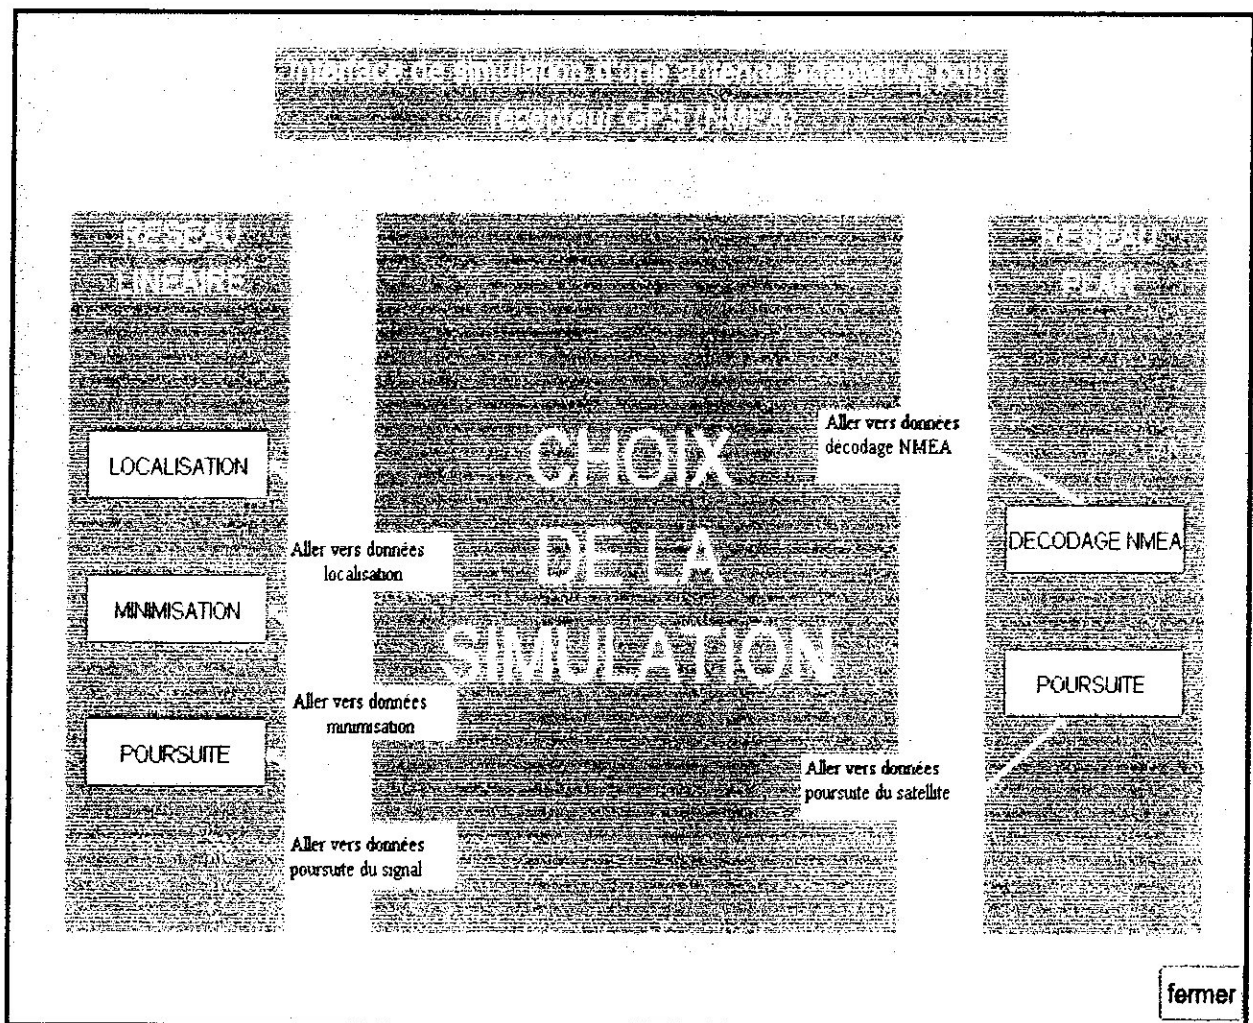 Interface de simulation d'une antenne adaptative pour
récepteur GPS (NMEA)
RESEAU
LINEAIRE
LOCALISATION
MINIMISATION
POURSUITE
CHOIX
DE LA
SIMULATION
Aller vers données
localisation
Aller vers données
minimisation
Aller vers données
poursuite du signal
Aller vers données
décodage NMEA
Aller vers données
poursuite du satellite
RESEAU
PLAN
DECODAGE NMEA
POURSUITE
fermer